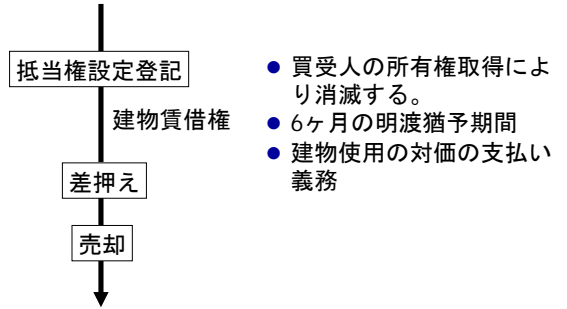 抵当権設定登記
建物賃借権
差押え
売却
● 買受人の所有権取得によ
り消滅する。
● 6ヶ月の明渡猶予期間
● 建物使用の対価の支払い
義務